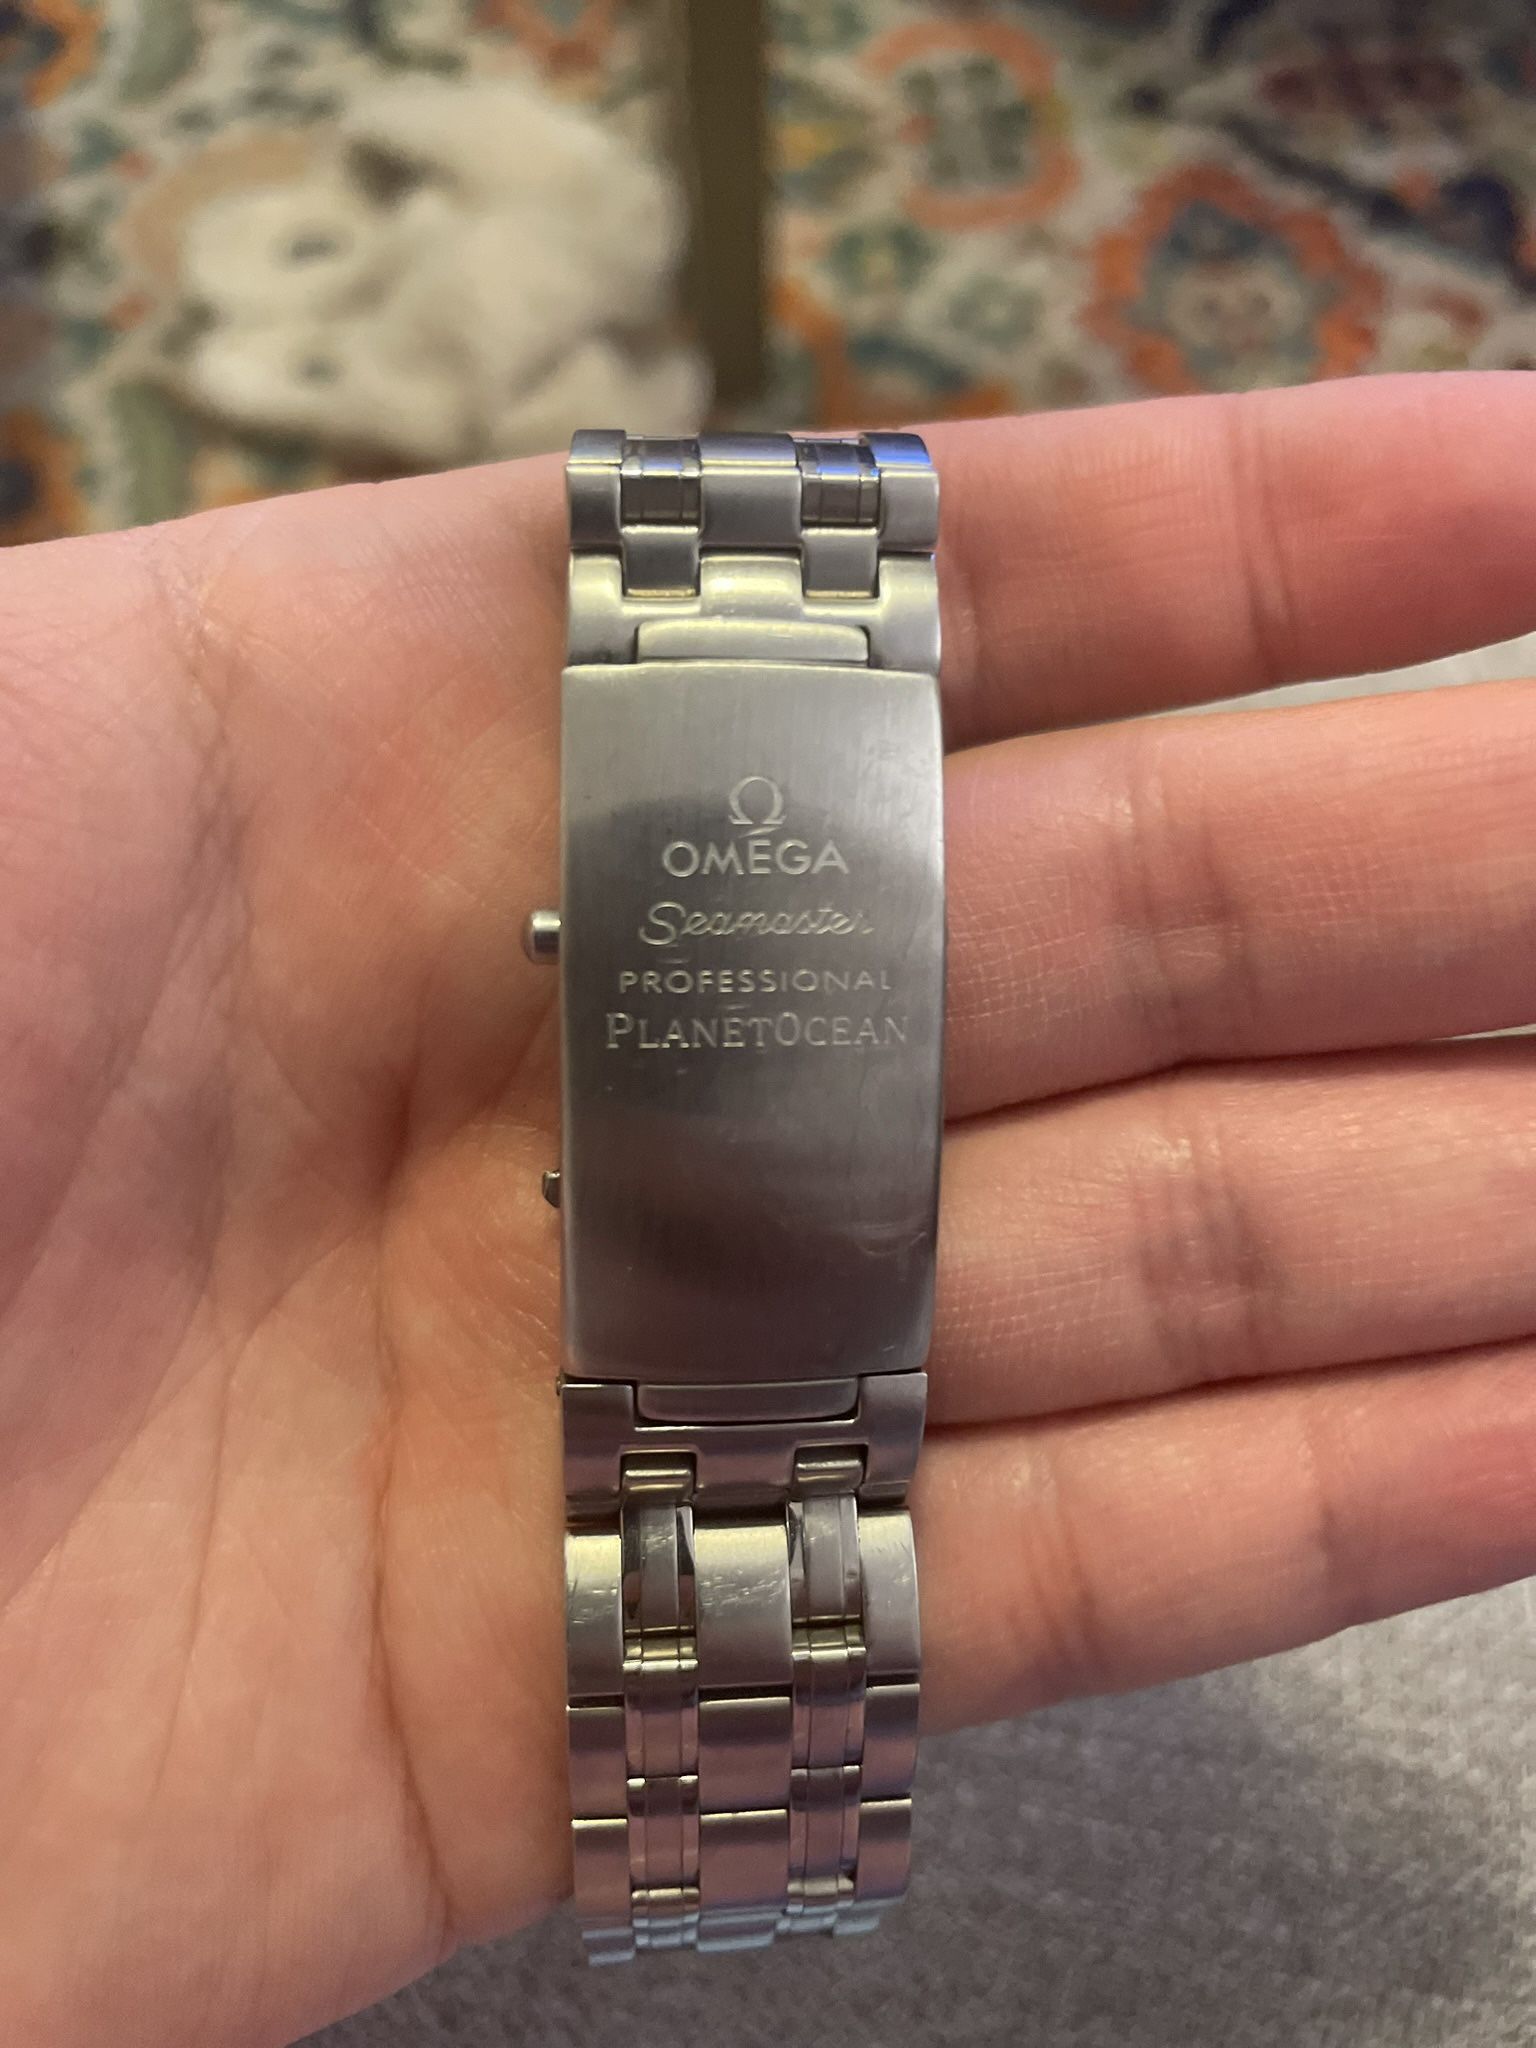 Ω
OMEGA
Seamaster
PROFESSIONAL
PLANETOCEAN